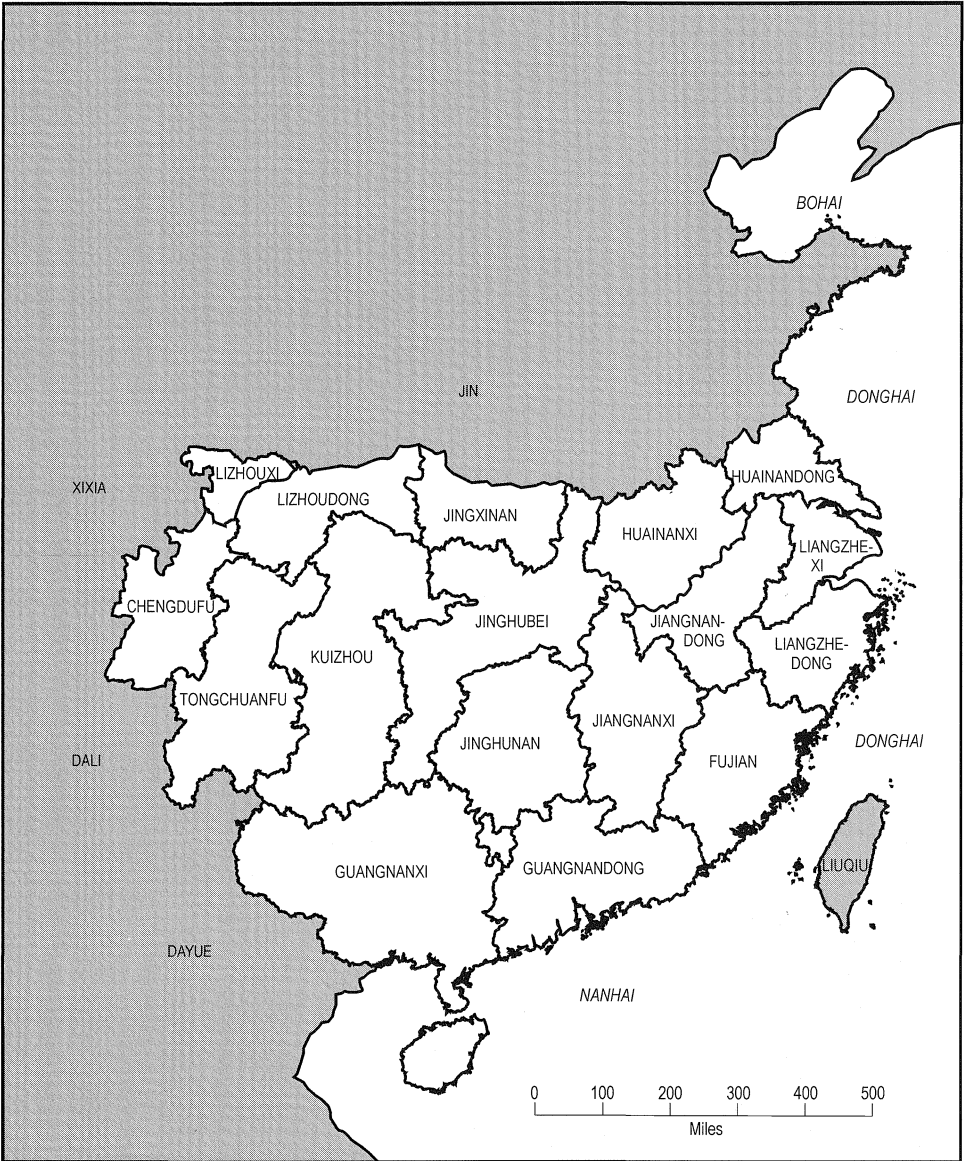 BOHAI
JIN
DONGHAI
LIZHOUXI
HUAINANDONG
XIXIA
LIZHOUDONG
JINGXINAN
HUAINANXI
LIANGZHE-
XI
CHENGDUFU
JINGHUBEI
JIANGNAN-
DONG
LIANGZHE-
DONG
KUIZHOU
TONGCHUANFU
JIANGNANXI
JINGHUNAN
DONGHAI
DALI
FUJIAN
GUANGNANXI
GUANGNANDONG
LIUQIU
DAYUE
NANHAI
0 100 200 300 400 500
Miles